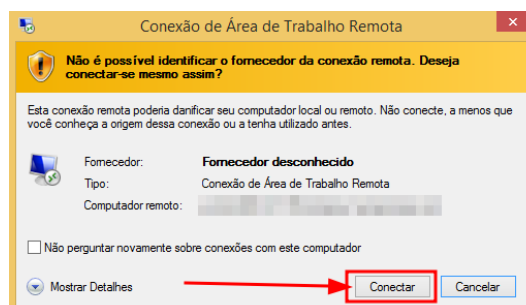 Conexão de Área de Trabalho Remota
Não é possível identificar o fornecedor da conexão remota. Deseja
conectar-se mesmo assim?
Esta conexão remota poderia danificar seu computador local ou remoto. Não conecte, a menos que
você conheça a origem dessa conexão ou a tenha utilizado antes.
Fornecedor: Fornecedor desconhecido
Tipo: Conexão de Área de Trabalho Remota
Computador remoto:
Não perguntar novamente sobre conexões com este computador
Mostrar Detalhes Conectar Cancelar